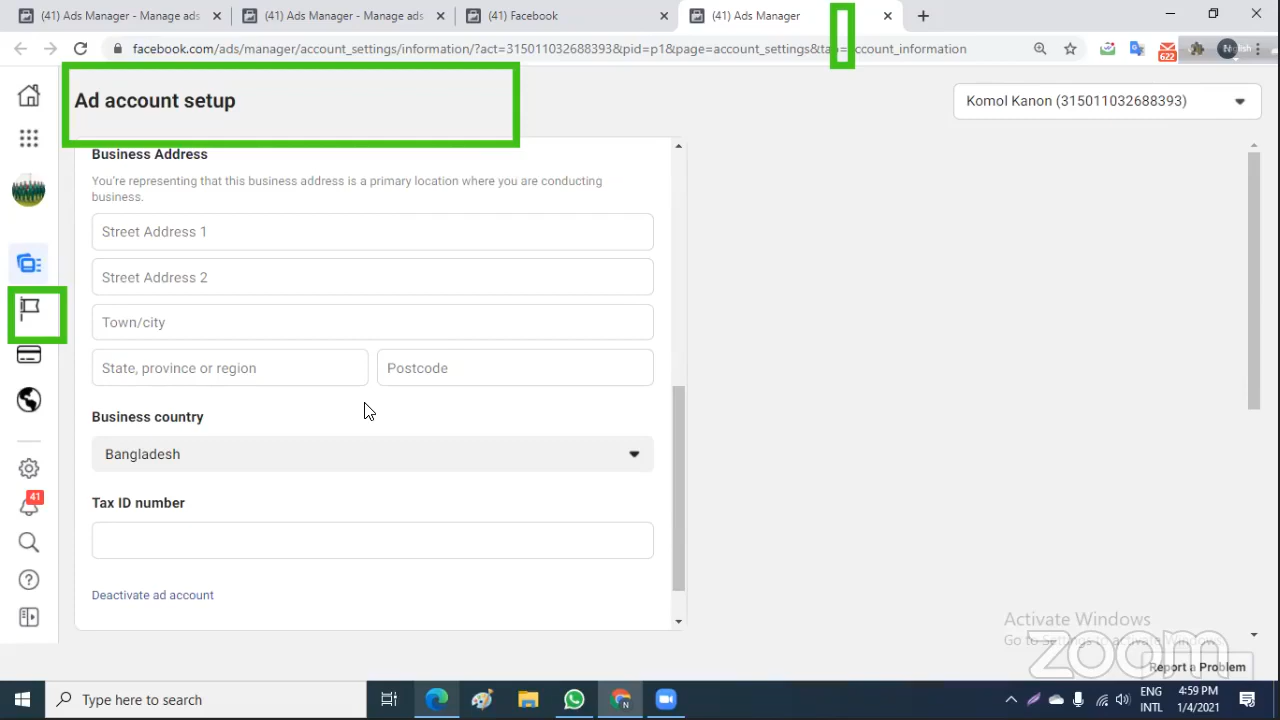 (41) Ads Manager - Manage ads
(41) Ads Manager - Manage ads
(41) Facebook
(41) Ads Manager
facebook.com/ads/manager/account_settings/information/?act=315011032688393&pid=p1&page=account_settings&tab=account_information
622
N
English
Ad account setup
Komol Kanon (315011032688393)
Business Address
You're representing that this business address is a primary location where you are conducting
business.
Street Address 1
Street Address 2
Town/city
State, province or region
Postcode
Business country
Bangladesh
Tax ID number
41
Deactivate ad account
Activate Windows
Go to Settings to activate Windows.
zoom
Report a Problem
Type here to search
ENG
INTL
4:59 PM
1/4/2021